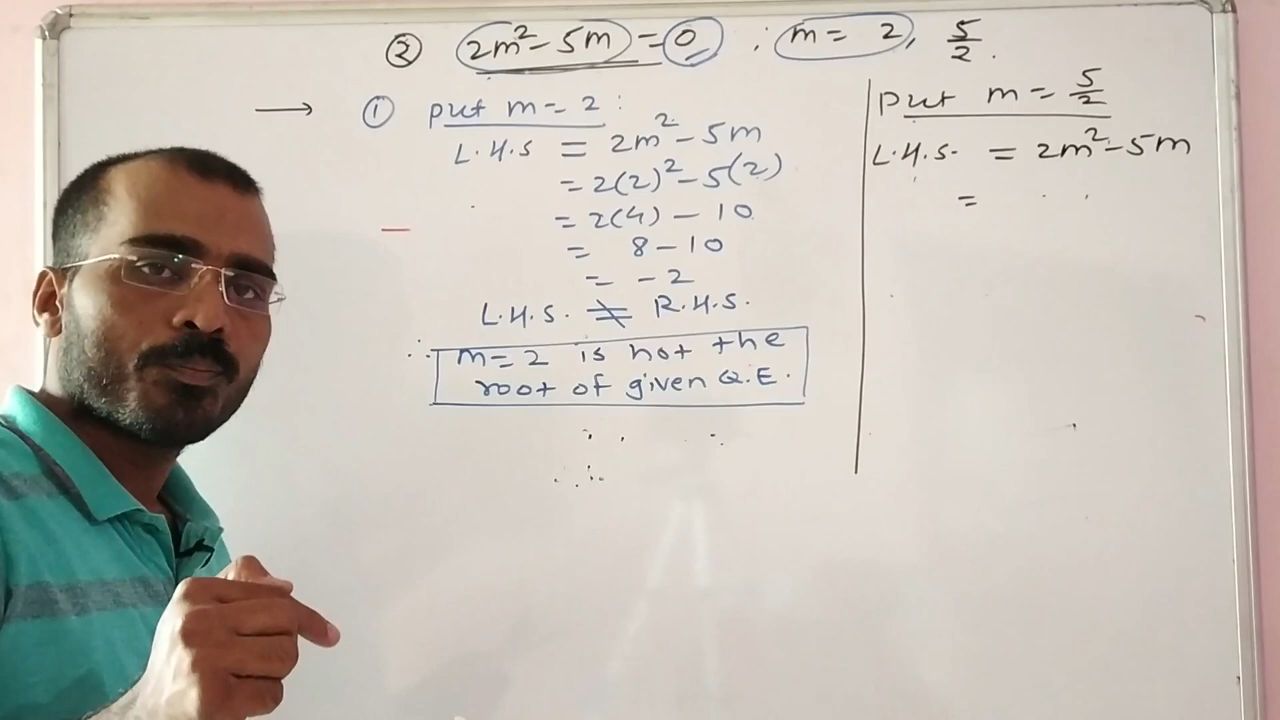 ② 2m² - 5m = 0 ; m = 2, 5/2.
→ ① put m = 2 :
L.H.S = 2m² - 5m
= 2(2)² - 5(2)
= 2(4) - 10
= 8 - 10
= -2
L.H.S. ≠ R.H.S.
∴ m = 2 is not the
root of given Q.E.
Put m = 5/2
L.H.S. = 2m² - 5m
=